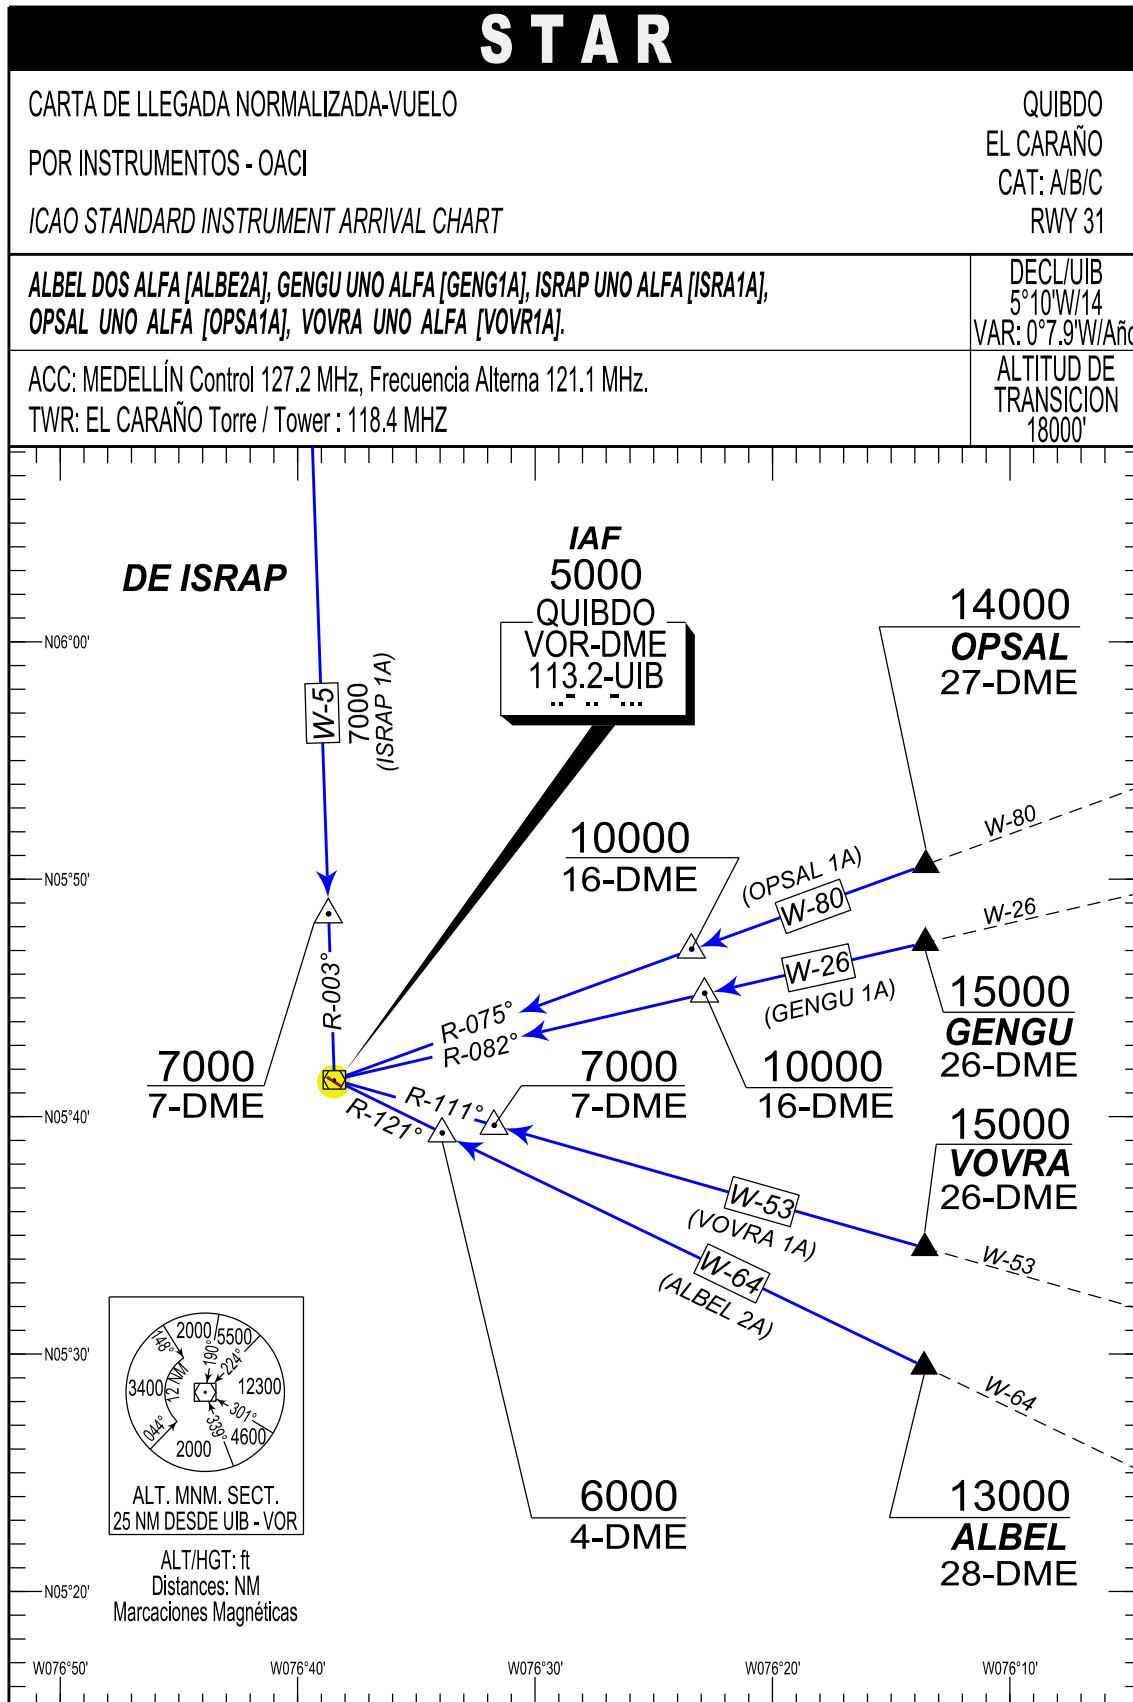 STAR
CARTA DE LLEGADA NORMALIZADA-VUELO
POR INSTRUMENTOS - OACI
ICAO STANDARD INSTRUMENT ARRIVAL CHART
QUIBDO
EL CARAÑO
CAT: A/B/C
RWY 31
ALBEL DOS ALFA [ALBE2A], GENGU UNO ALFA [GENG1A], ISRAP UNO ALFA [ISRA1A],
OPSAL UNO ALFA [OPSA1A], VOVRA UNO ALFA [VOVR1A].
DECL/UIB
5°10'W/14
VAR: 0°7.9'W/Año
ACC: MEDELLÍN Control 127.2 MHz, Frecuencia Alterna 121.1 MHz.
TWR: EL CARAÑO Torre / Tower : 118.4 MHZ
ALTITUD DE
TRANSICION
18000'
DE ISRAP
IAF
5000
QUIBDO
VOR-DME
113.2-UIB
14000
OPSAL
27-DME
N06°00'
W-5
7000
(ISRAP 1A)
10000
16-DME
W-80
(OPSAL 1A)
W-80
N05°50'
W-26
W-26
(GENGU 1A)
15000
GENGU
26-DME
R-003°
R-075°
R-082°
7000
7-DME
7000
7-DME
10000
16-DME
R-111°
R-121°
N05°40'
15000
VOVRA
26-DME
W-53
(VOVRA 1A)
W-53
W-64
(ALBEL 2A)
W-64
N05°30'
2000
5500
148°
190°
224°
3400
12 NM
12300
044°
339°
301°
4600
2000
ALT. MNM. SECT.
25 NM DESDE UIB - VOR
ALT/HGT: ft
Distances: NM
Marcaciones Magnéticas
6000
4-DME
13000
ALBEL
28-DME
N05°20'
W076°50'
W076°40'
W076°30'
W076°20'
W076°10'